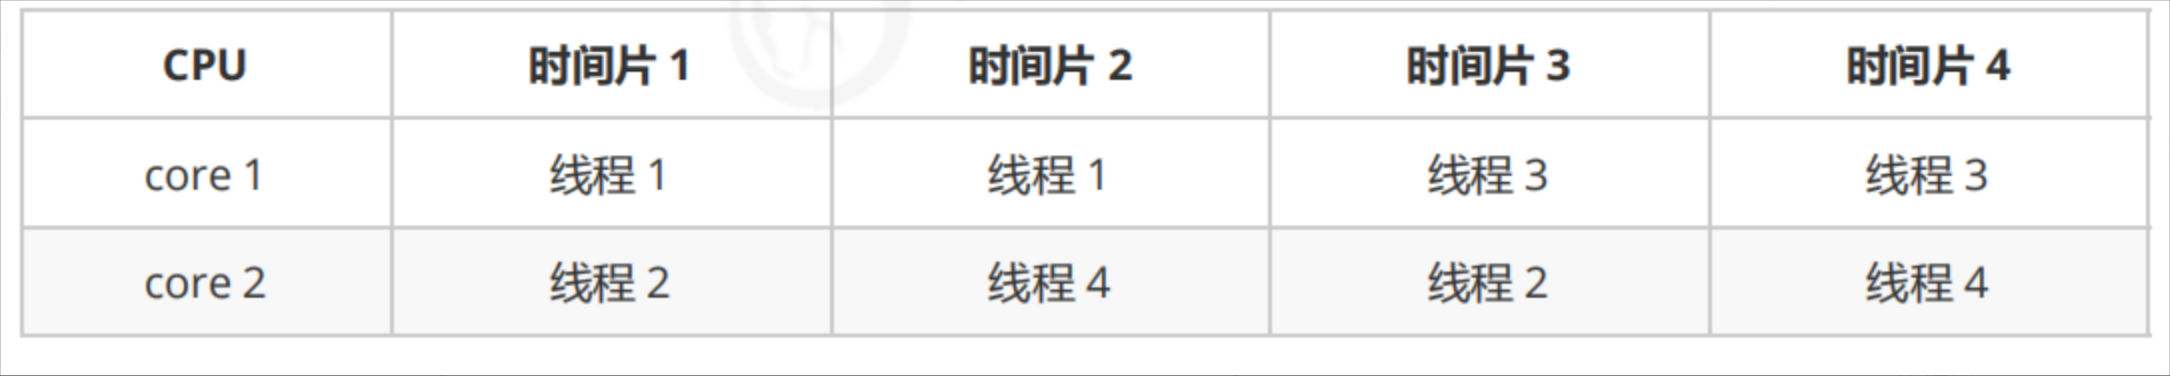 CPU 时间片 1 时间片 2 时间片 3 时间片 4
core 1 线程 1 线程 1 线程 3 线程 3
core 2 线程 2 线程 4 线程 2 线程 4